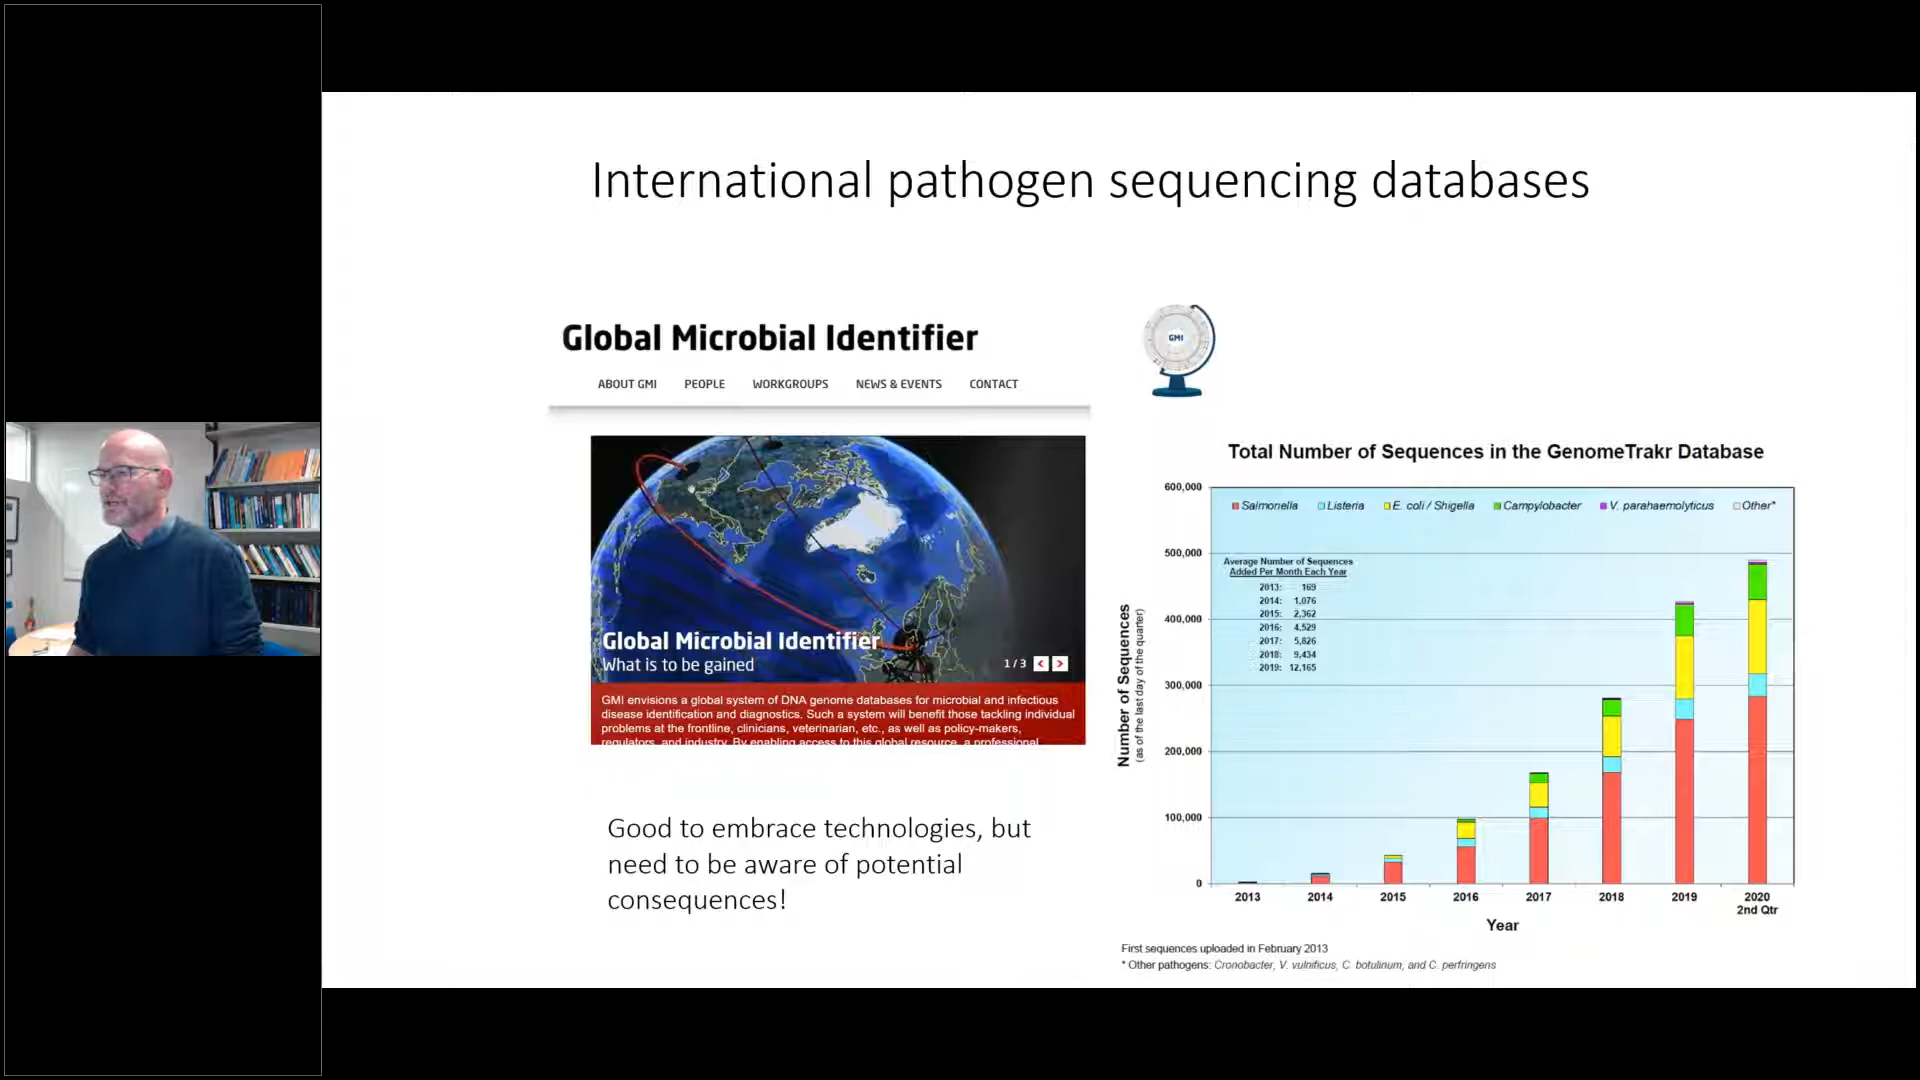 International pathogen sequencing databases
Global Microbial Identifier
ABOUT GMI PEOPLE WORKGROUPS NEWS & EVENTS CONTACT
GMI
Global Microbial Identifier
What is to be gained
1 / 3
GMI envisions a global system of DNA genome databases for microbial and infectious
disease identification and diagnostics. Such a system will benefit those tackling individual
problems at the frontline, clinicians, veterinarian, etc., as well as policy-makers,
regulators, and industry. By enabling access to this global resource, a professional
Good to embrace technologies, but
need to be aware of potential
consequences!
Total Number of Sequences in the GenomeTrakr Database
Number of Sequences
(as of the last day of the quarter)
600,000
500,000
400,000
300,000
200,000
100,000
0
Salmonella Listeria E. coli / Shigella Campylobacter V. parahaemolyticus Other*
Average Number of Sequences
Added Per Month Each Year
2013: 169
2014: 1,076
2015: 2,362
2016: 4,529
2017: 5,826
2018: 9,434
2019: 12,165
2013 2014 2015 2016 2017 2018 2019 2020
2nd Qtr
Year
First sequences uploaded in February 2013
* Other pathogens: Cronobacter, V. vulnificus, C. botulinum, and C. perfringens